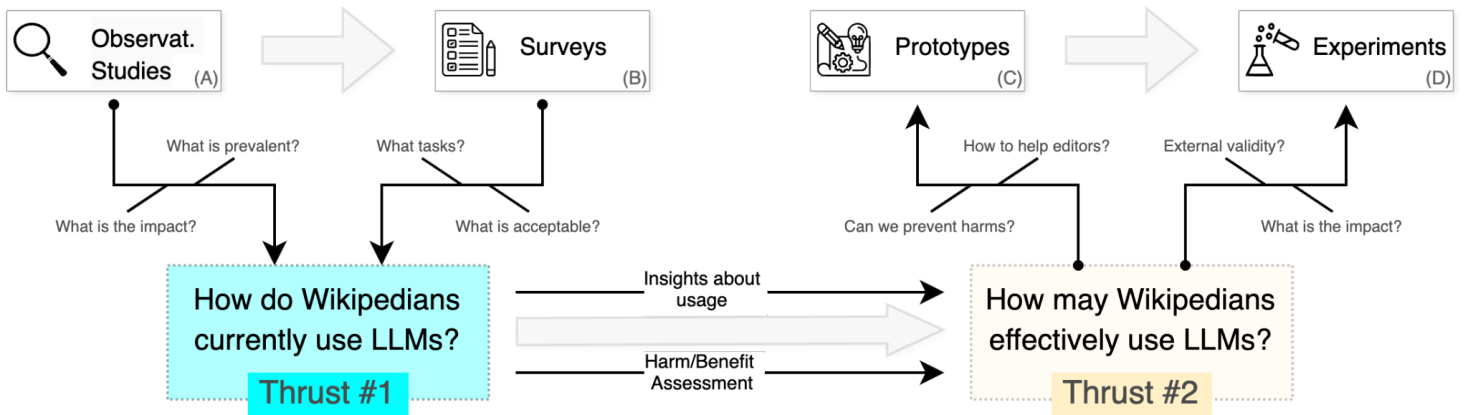 Observat.
Studies
(A)
Surveys
(B)
Prototypes
(C)
Experiments
(D)
What is prevalent?
What tasks?
How to help editors?
External validity?
What is the impact?
What is acceptable?
Can we prevent harms?
What is the impact?
How do Wikipedians
currently use LLMs?
Thrust #1
Insights about
usage
Harm/Benefit
Assessment
How may Wikipedians
effectively use LLMs?
Thrust #2